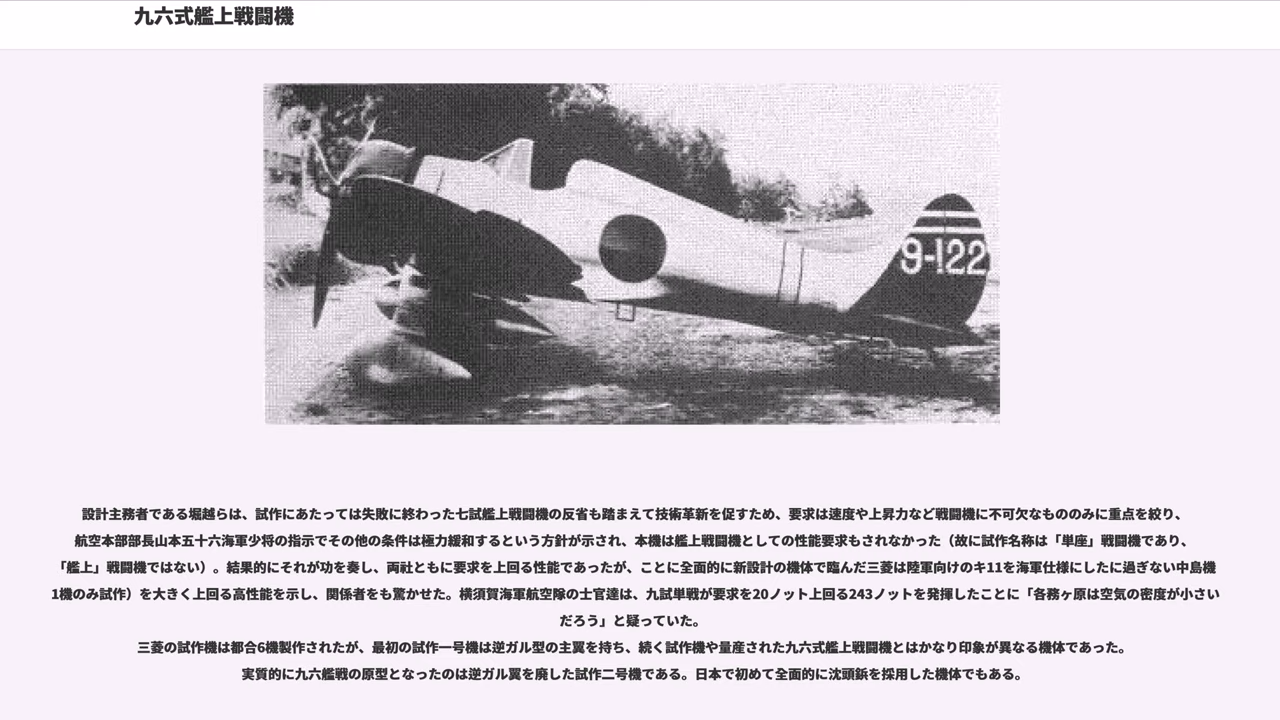 九六式艦上戦闘機
9-122
設計主務者である堀越らは、試作にあたっては失敗に終わった七試艦上戦闘機の反省も踏まえて技術革新を促すため、要求は速度や上昇力など戦闘機に不可欠なもののみに重点を絞り、
航空本部部長山本五十六海軍少将の指示でその他の条件は極力緩和するという方針が示され、本機は艦上戦闘機としての性能要求もされなかった（故に試作名称は「単座」戦闘機であり、
「艦上」戦闘機ではない）。結果的にそれが功を奏し、両社ともに要求を上回る性能であったが、ことに全面的に新設計の機体で臨んだ三菱は陸軍向けのキ11を海軍仕様にしたに過ぎない中島機
1機のみ試作）を大きく上回る高性能を示し、関係者をも驚かせた。横須賀海軍航空隊の士官達は、九試単戦が要求を20ノット上回る243ノットを発揮したことに「各務ヶ原は空気の密度が小さい
だろう」と疑っていた。
三菱の試作機は都合6機製作されたが、最初の試作一号機は逆ガル型の主翼を持ち、続く試作機や量産された九六式艦上戦闘機とはかなり印象が異なる機体であった。
実質的に九六艦戦の原型となったのは逆ガル翼を廃した試作二号機である。日本で初めて全面的に沈頭鋲を採用した機体でもある。